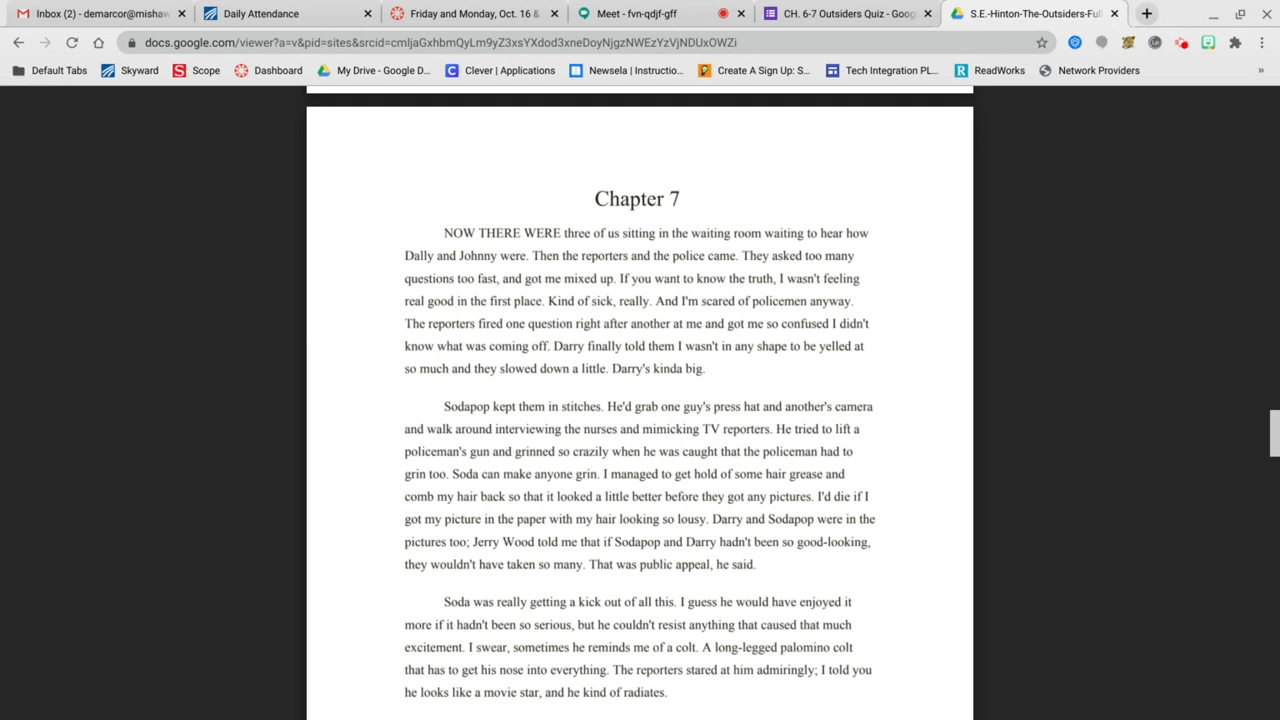 Inbox (2) - demarcor@mishaw
Daily Attendance
Friday and Monday, Oct. 16 &
Meet - fvn-qdjf-gff
CH. 6-7 Outsiders Quiz - Goog
S.E.-Hinton-The-Outsiders-Full
docs.google.com/viewer?a=v&pid=sites&srcid=cmljaGxhbmQyLm9yZ3xsYXdod3xneDoyNjgzNWEzYzVjNDUxOWZi
Default Tabs
Skyward
Scope
Dashboard
My Drive - Google D...
Clever | Applications
Newsela | Instructio...
Create A Sign Up: S...
Tech Integration PL...
ReadWorks
Network Providers
»
Chapter 7
NOW THERE WERE three of us sitting in the waiting room waiting to hear how
Dally and Johnny were. Then the reporters and the police came. They asked too many
questions too fast, and got me mixed up. If you want to know the truth, I wasn't feeling
real good in the first place. Kind of sick, really. And I'm scared of policemen anyway.
The reporters fired one question right after another at me and got me so confused I didn't
know what was coming off. Darry finally told them I wasn't in any shape to be yelled at
so much and they slowed down a little. Darry's kinda big.
Sodapop kept them in stitches. He'd grab one guy's press hat and another's camera
and walk around interviewing the nurses and mimicking TV reporters. He tried to lift a
policeman's gun and grinned so crazily when he was caught that the policeman had to
grin too. Soda can make anyone grin. I managed to get hold of some hair grease and
comb my hair back so that it looked a little better before they got any pictures. I'd die if I
got my picture in the paper with my hair looking so lousy. Darry and Sodapop were in the
pictures too; Jerry Wood told me that if Sodapop and Darry hadn't been so good-looking,
they wouldn't have taken so many. That was public appeal, he said.
Soda was really getting a kick out of all this. I guess he would have enjoyed it
more if it hadn't been so serious, but he couldn't resist anything that caused that much
excitement. I swear, sometimes he reminds me of a colt. A long-legged palomino colt
that has to get his nose into everything. The reporters stared at him admiringly; I told you
he looks like a movie star, and he kind of radiates.